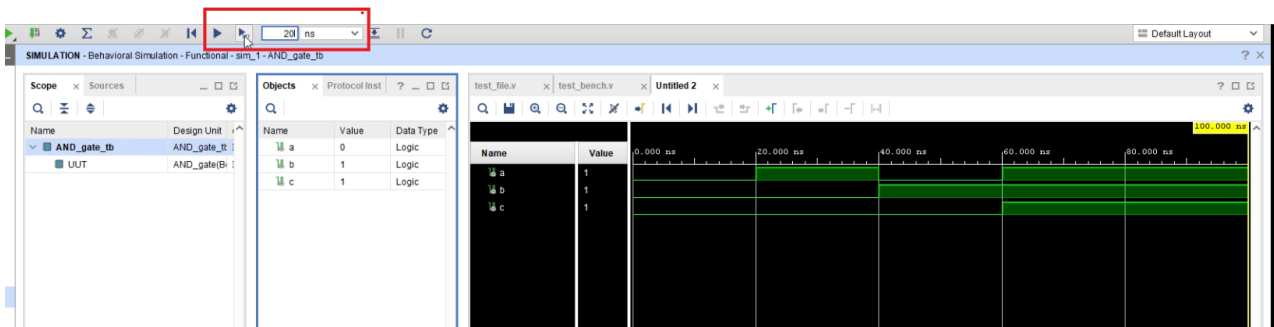 20 ns
Default Layout
SIMULATION - Behavioral Simulation - Functional - sim_1 - AND_gate_tb
Scope Sources
Name Design Unit
AND_gate_tb AND_gate_tb
UUT AND_gate(Be
Objects Protocol Inst
Name Value Data Type
a 0 Logic
b 1 Logic
c 1 Logic
test_file.v test_bench.v Untitled 2
100.000 ns
Name Value 0.000 ns 20.000 ns 40.000 ns 60.000 ns 80.000 ns
a 1
b 1
c 1